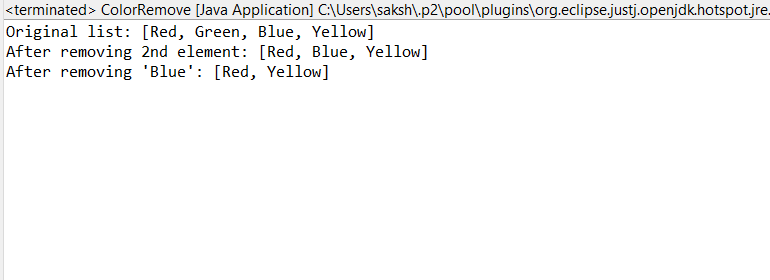 <terminated> ColorRemove [Java Application] C:\Users\saksh\.p2\pool\plugins\org.eclipse.justj.openjdk.hotspot.jre.
Original list: [Red, Green, Blue, Yellow]
After removing 2nd element: [Red, Blue, Yellow]
After removing 'Blue': [Red, Yellow]